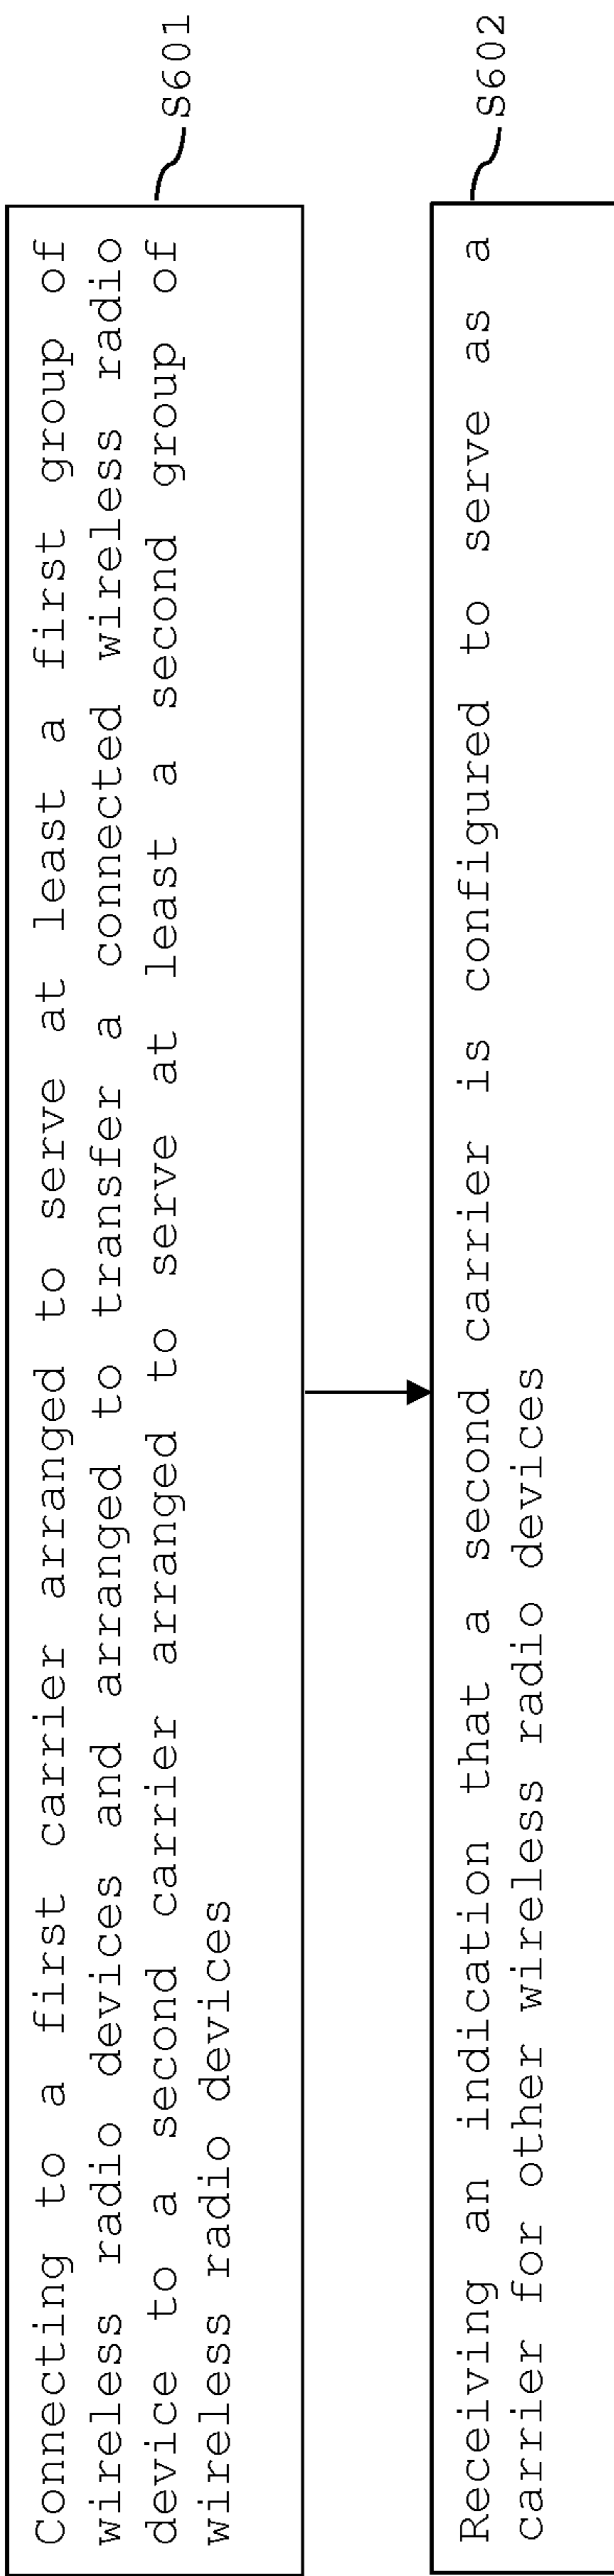 Connecting to a first carrier arranged to serve at least a first group of
wireless radio devices and arranged to transfer a connected wireless radio
device to a second carrier arranged to serve at least a second group of
wireless radio devices
S601
Receiving an indication that a second carrier is configured to serve as a
carrier for other wireless radio devices
S602